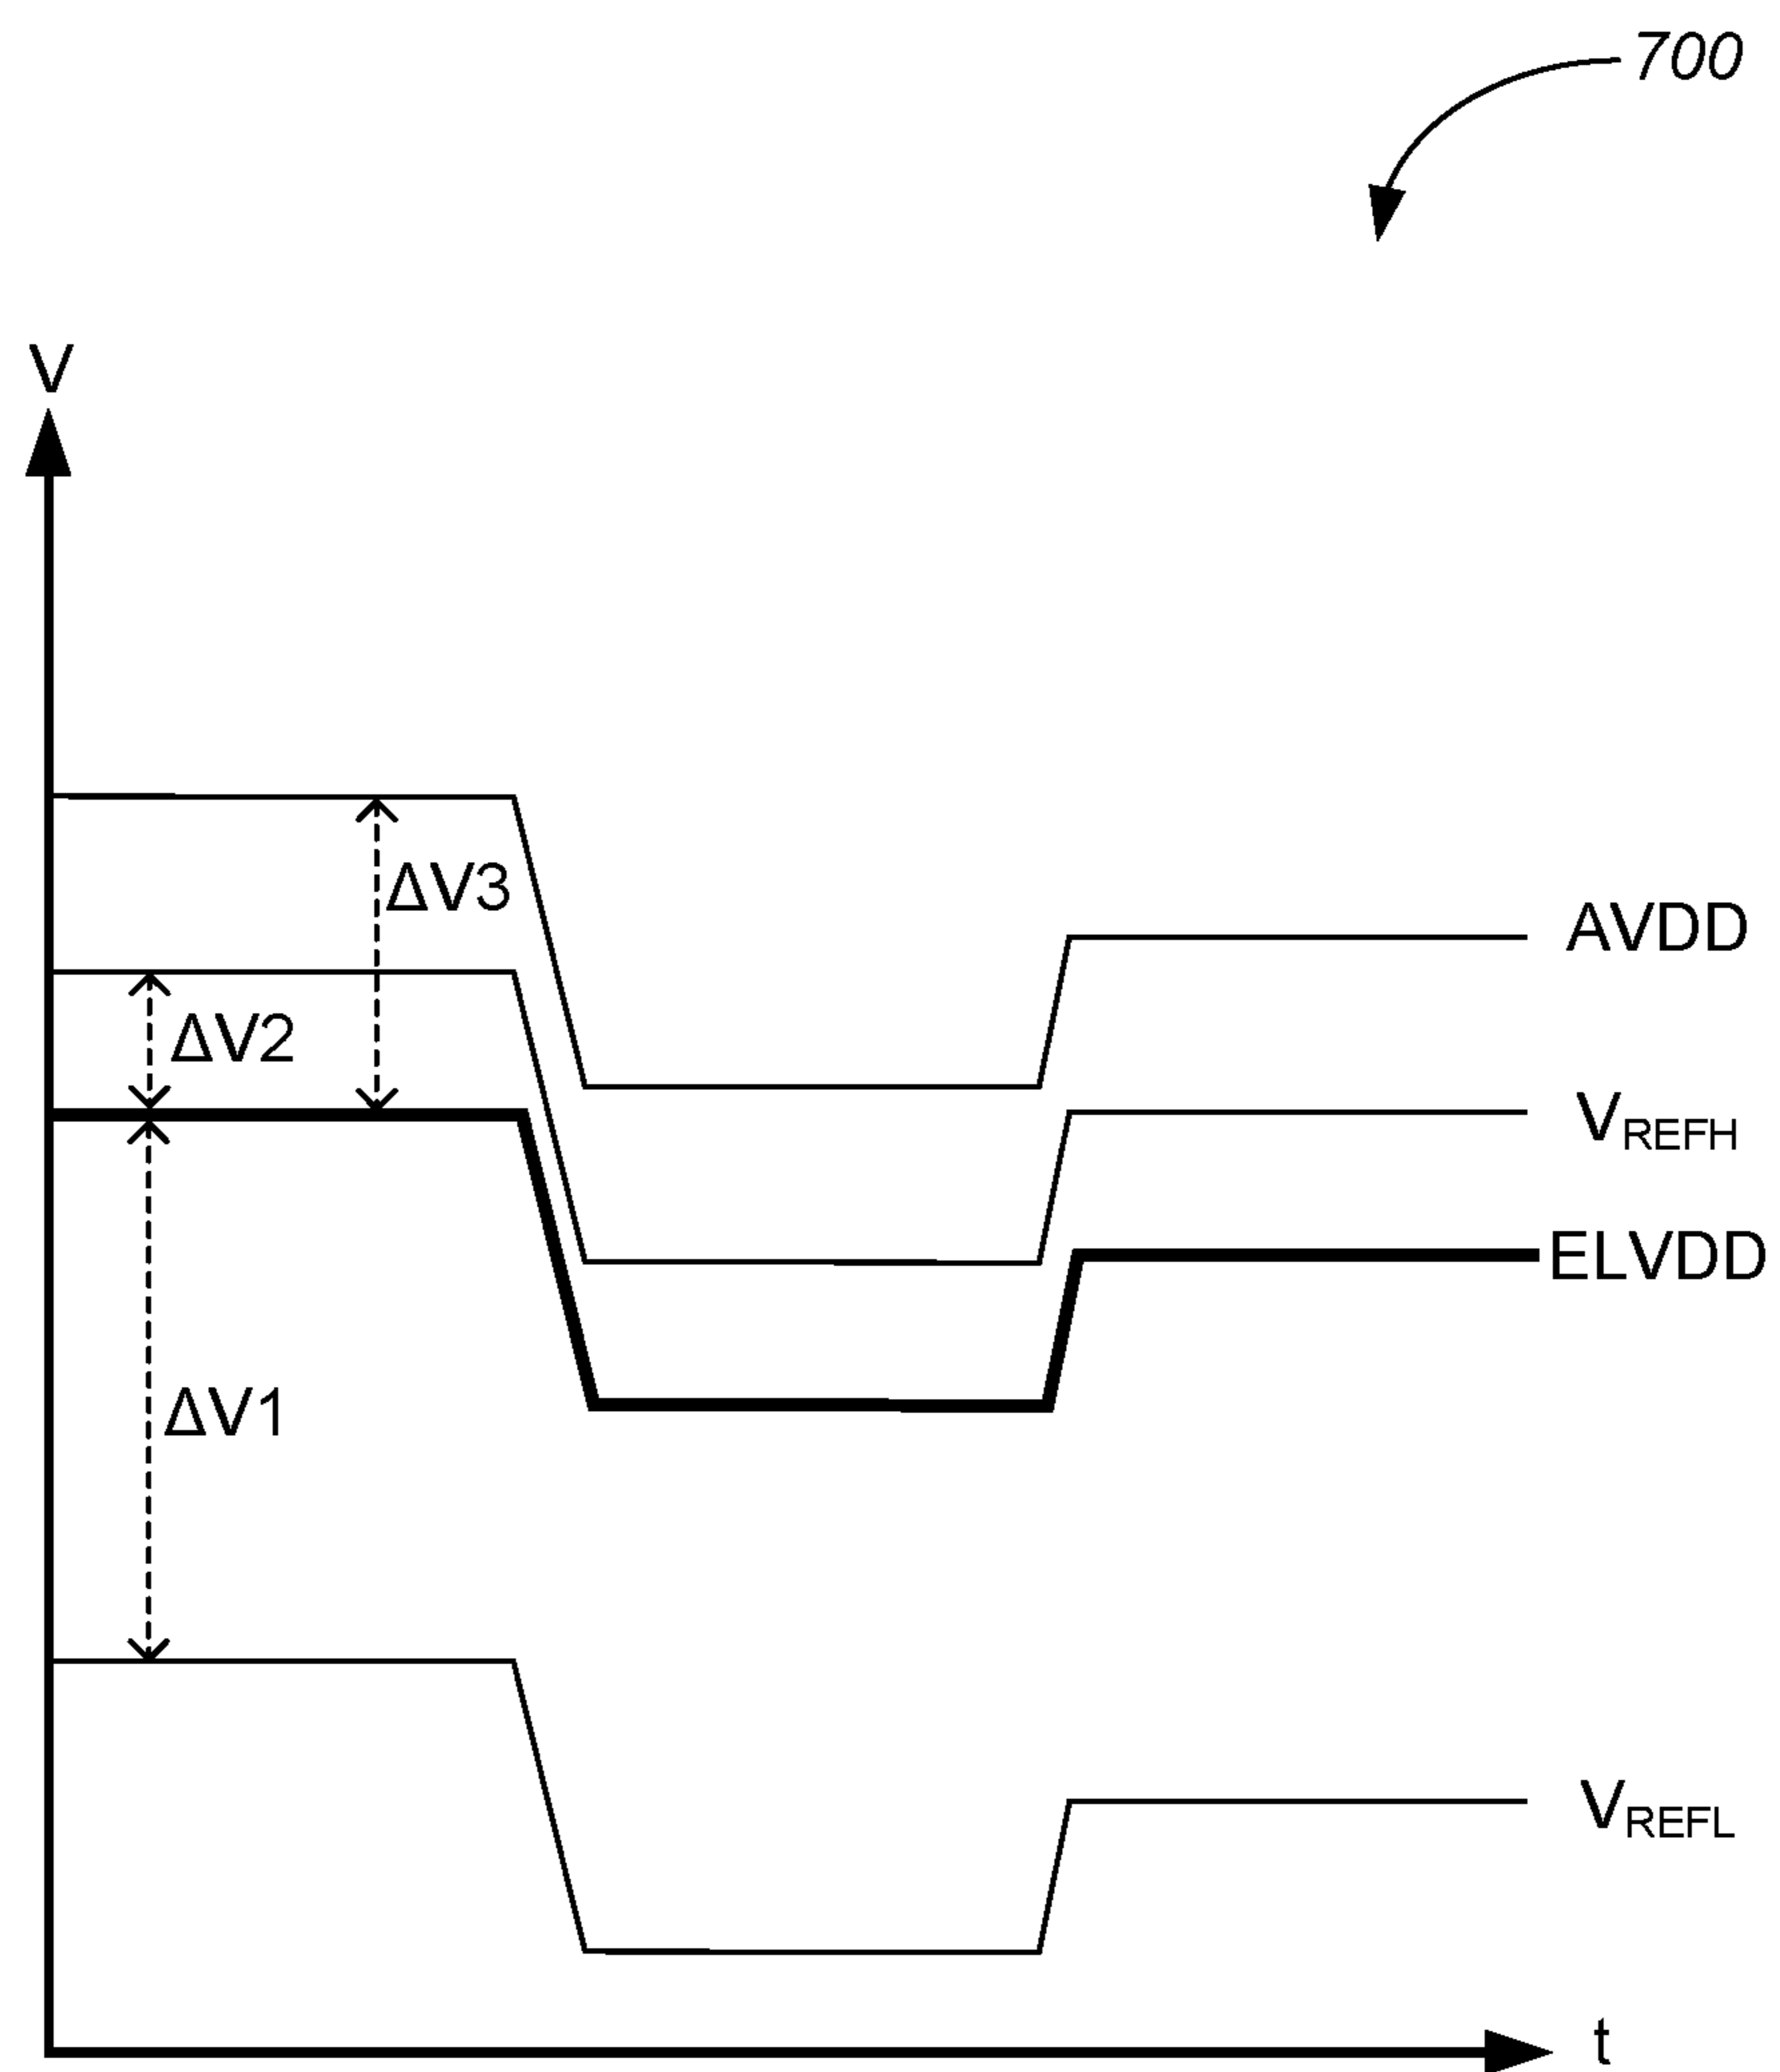 700
V
ΔV3
AVDD
ΔV2
VREFH
ELVDD
ΔV1
VREFL
t